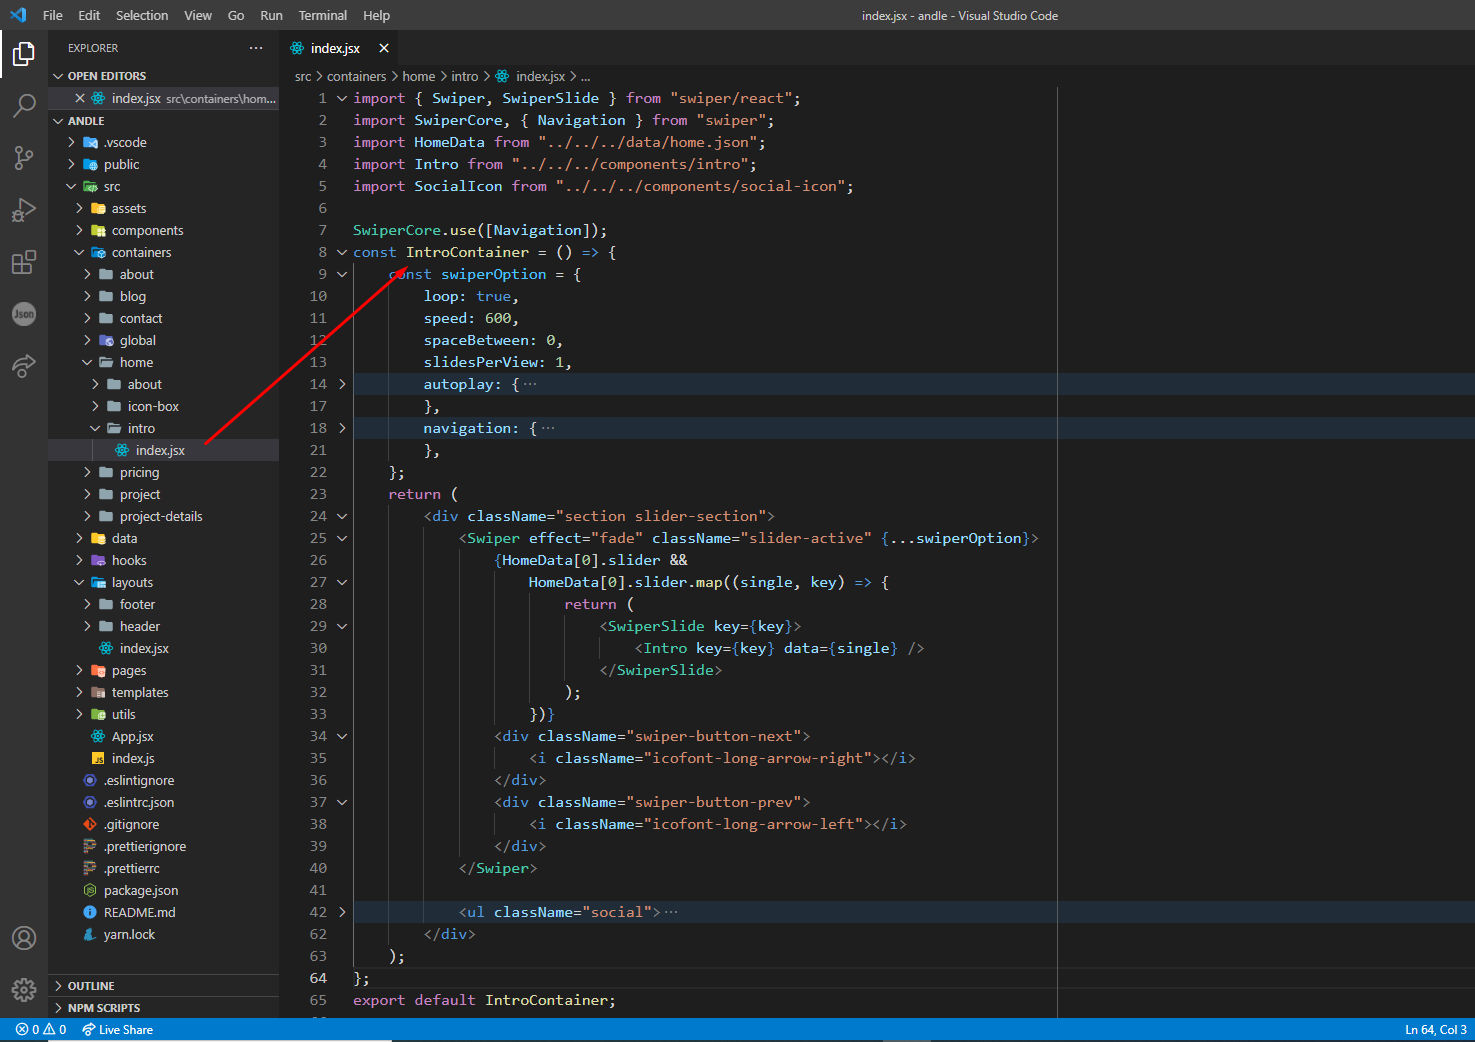 File Edit Selection View Go Run Terminal Help
index.jsx - andle - Visual Studio Code
EXPLORER ···
OPEN EDITORS
index.jsx src\containers\hom...
ANDLE
.vscode
public
src
assets
components
containers
about
blog
contact
global
home
about
icon-box
intro
index.jsx
pricing
project
project-details
data
hooks
layouts
footer
header
index.jsx
pages
templates
utils
App.jsx
index.js
.eslintignore
.eslintrc.json
.gitignore
.prettierignore
.prettierrc
package.json
README.md
yarn.lock
OUTLINE
NPM SCRIPTS
Json
index.jsx
src > containers > home > intro > index.jsx > ...
1 import { Swiper, SwiperSlide } from "swiper/react";
2 import SwiperCore, { Navigation } from "swiper";
3 import HomeData from "../../../data/home.json";
4 import Intro from "../../../components/intro";
5 import SocialIcon from "../../../components/social-icon";
6
7 SwiperCore.use([Navigation]);
8 const IntroContainer = () => {
9 const swiperOption = {
10 loop: true,
11 speed: 600,
12 spaceBetween: 0,
13 slidesPerView: 1,
14 autoplay: { ···
17 },
18 navigation: { ···
21 },
22 };
23 return (
24 <div className="section slider-section">
25 <Swiper effect="fade" className="slider-active" {...swiperOption}>
26 {HomeData[0].slider &&
27 HomeData[0].slider.map((single, key) => {
28 return (
29 <SwiperSlide key={key}>
30 <Intro key={key} data={single} />
31 </SwiperSlide>
32 );
33 })}
34 <div className="swiper-button-next">
35 <i className="icofont-long-arrow-right"></i>
36 </div>
37 <div className="swiper-button-prev">
38 <i className="icofont-long-arrow-left"></i>
39 </div>
40 </Swiper>
41
42 <ul className="social"> ···
62 </div>
63 );
64 };
65 export default IntroContainer;
0 0 Live Share
Ln 64, Col 3